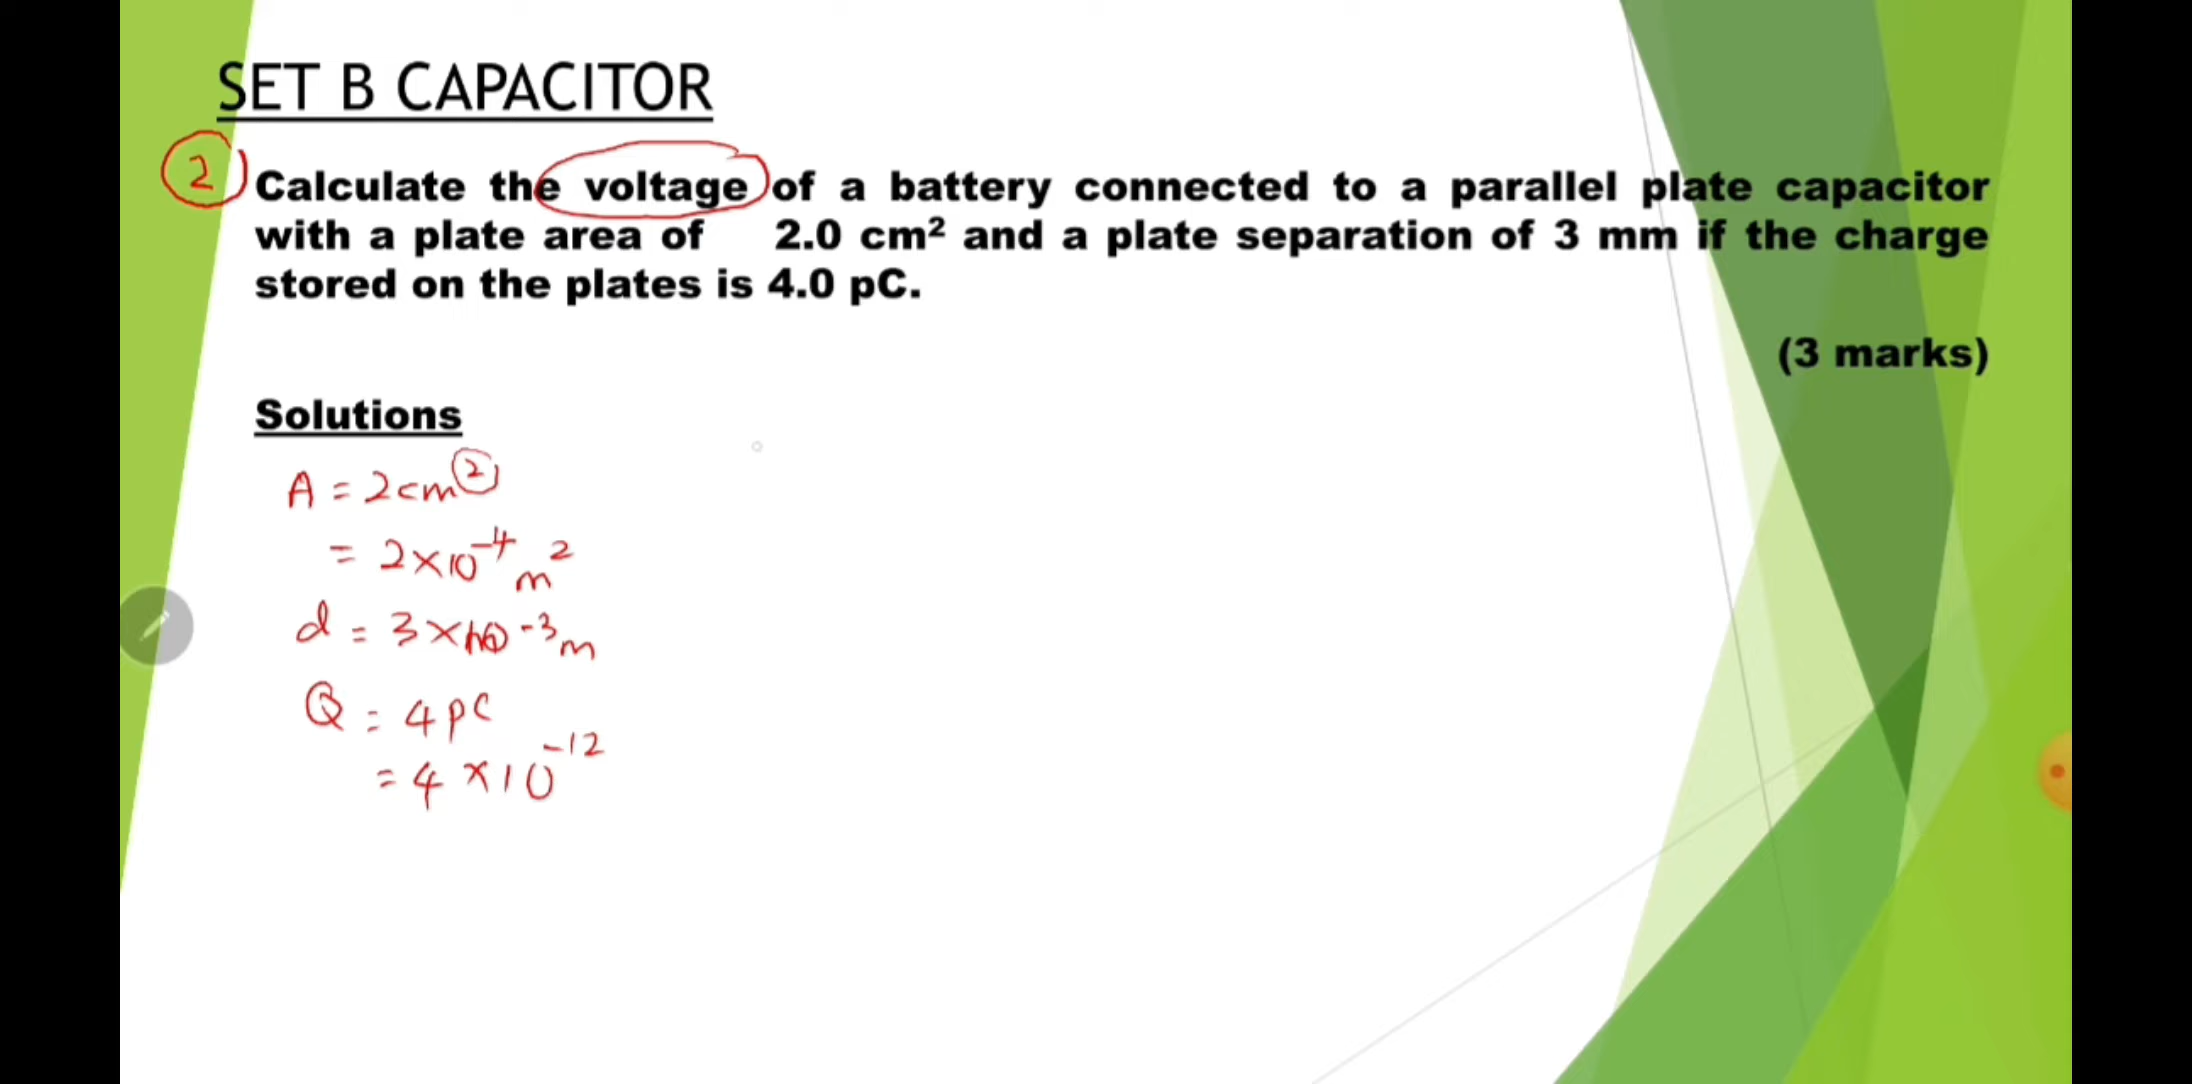 SET B CAPACITOR
2
Calculate the voltage of a battery connected to a parallel plate capacitor
with a plate area of 2.0 cm² and a plate separation of 3 mm if the charge
stored on the plates is 4.0 pC.
(3 marks)
Solutions
A = 2cm²
= 2×10⁻⁴ m²
d = 3×10⁻³m
Q = 4pC
= 4×10⁻¹²